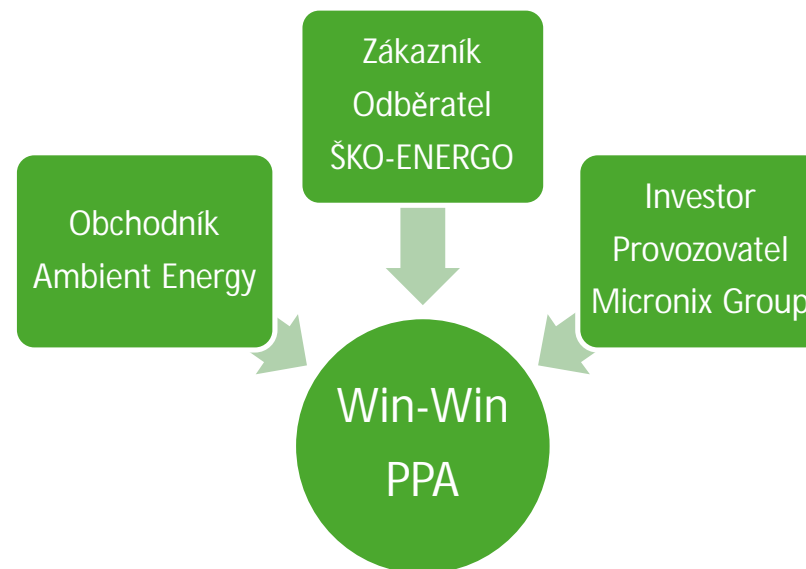 Zákazník
Odběratel
ŠKO-ENERGO
Obchodník
Ambient Energy
Investor
Provozovatel
Micronix Group
Win-Win
PPA